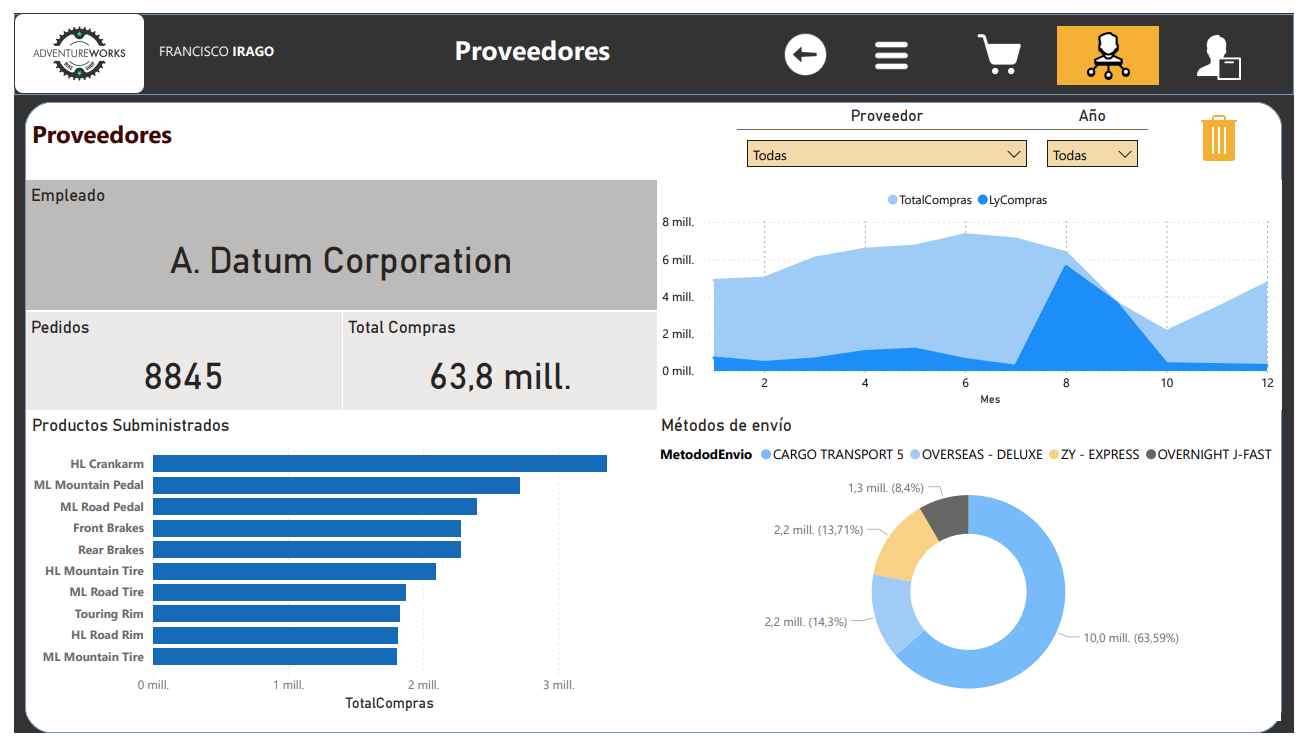 ADVENTUREWORKS
BIKE SHOP
FRANCISCO IRAGO
Proveedores
Proveedores
Proveedor
Año
Todas
Todas
Empleado
A. Datum Corporation
Pedidos
8845
Total Compras
63,8 mill.
TotalCompras LyCompras
8 mill.
6 mill.
4 mill.
2 mill.
0 mill.
2 4 6 8 10 12
Mes
Productos Subministrados
HL Crankarm
ML Mountain Pedal
ML Road Pedal
Front Brakes
Rear Brakes
HL Mountain Tire
ML Road Tire
Touring Rim
HL Road Rim
ML Mountain Tire
0 mill. 1 mill. 2 mill. 3 mill.
TotalCompras
Métodos de envío
MetododEnvio CARGO TRANSPORT 5 OVERSEAS - DELUXE ZY - EXPRESS OVERNIGHT J-FAST
1,3 mill. (8,4%)
2,2 mill. (13,71%)
2,2 mill. (14,3%)
10,0 mill. (63,59%)